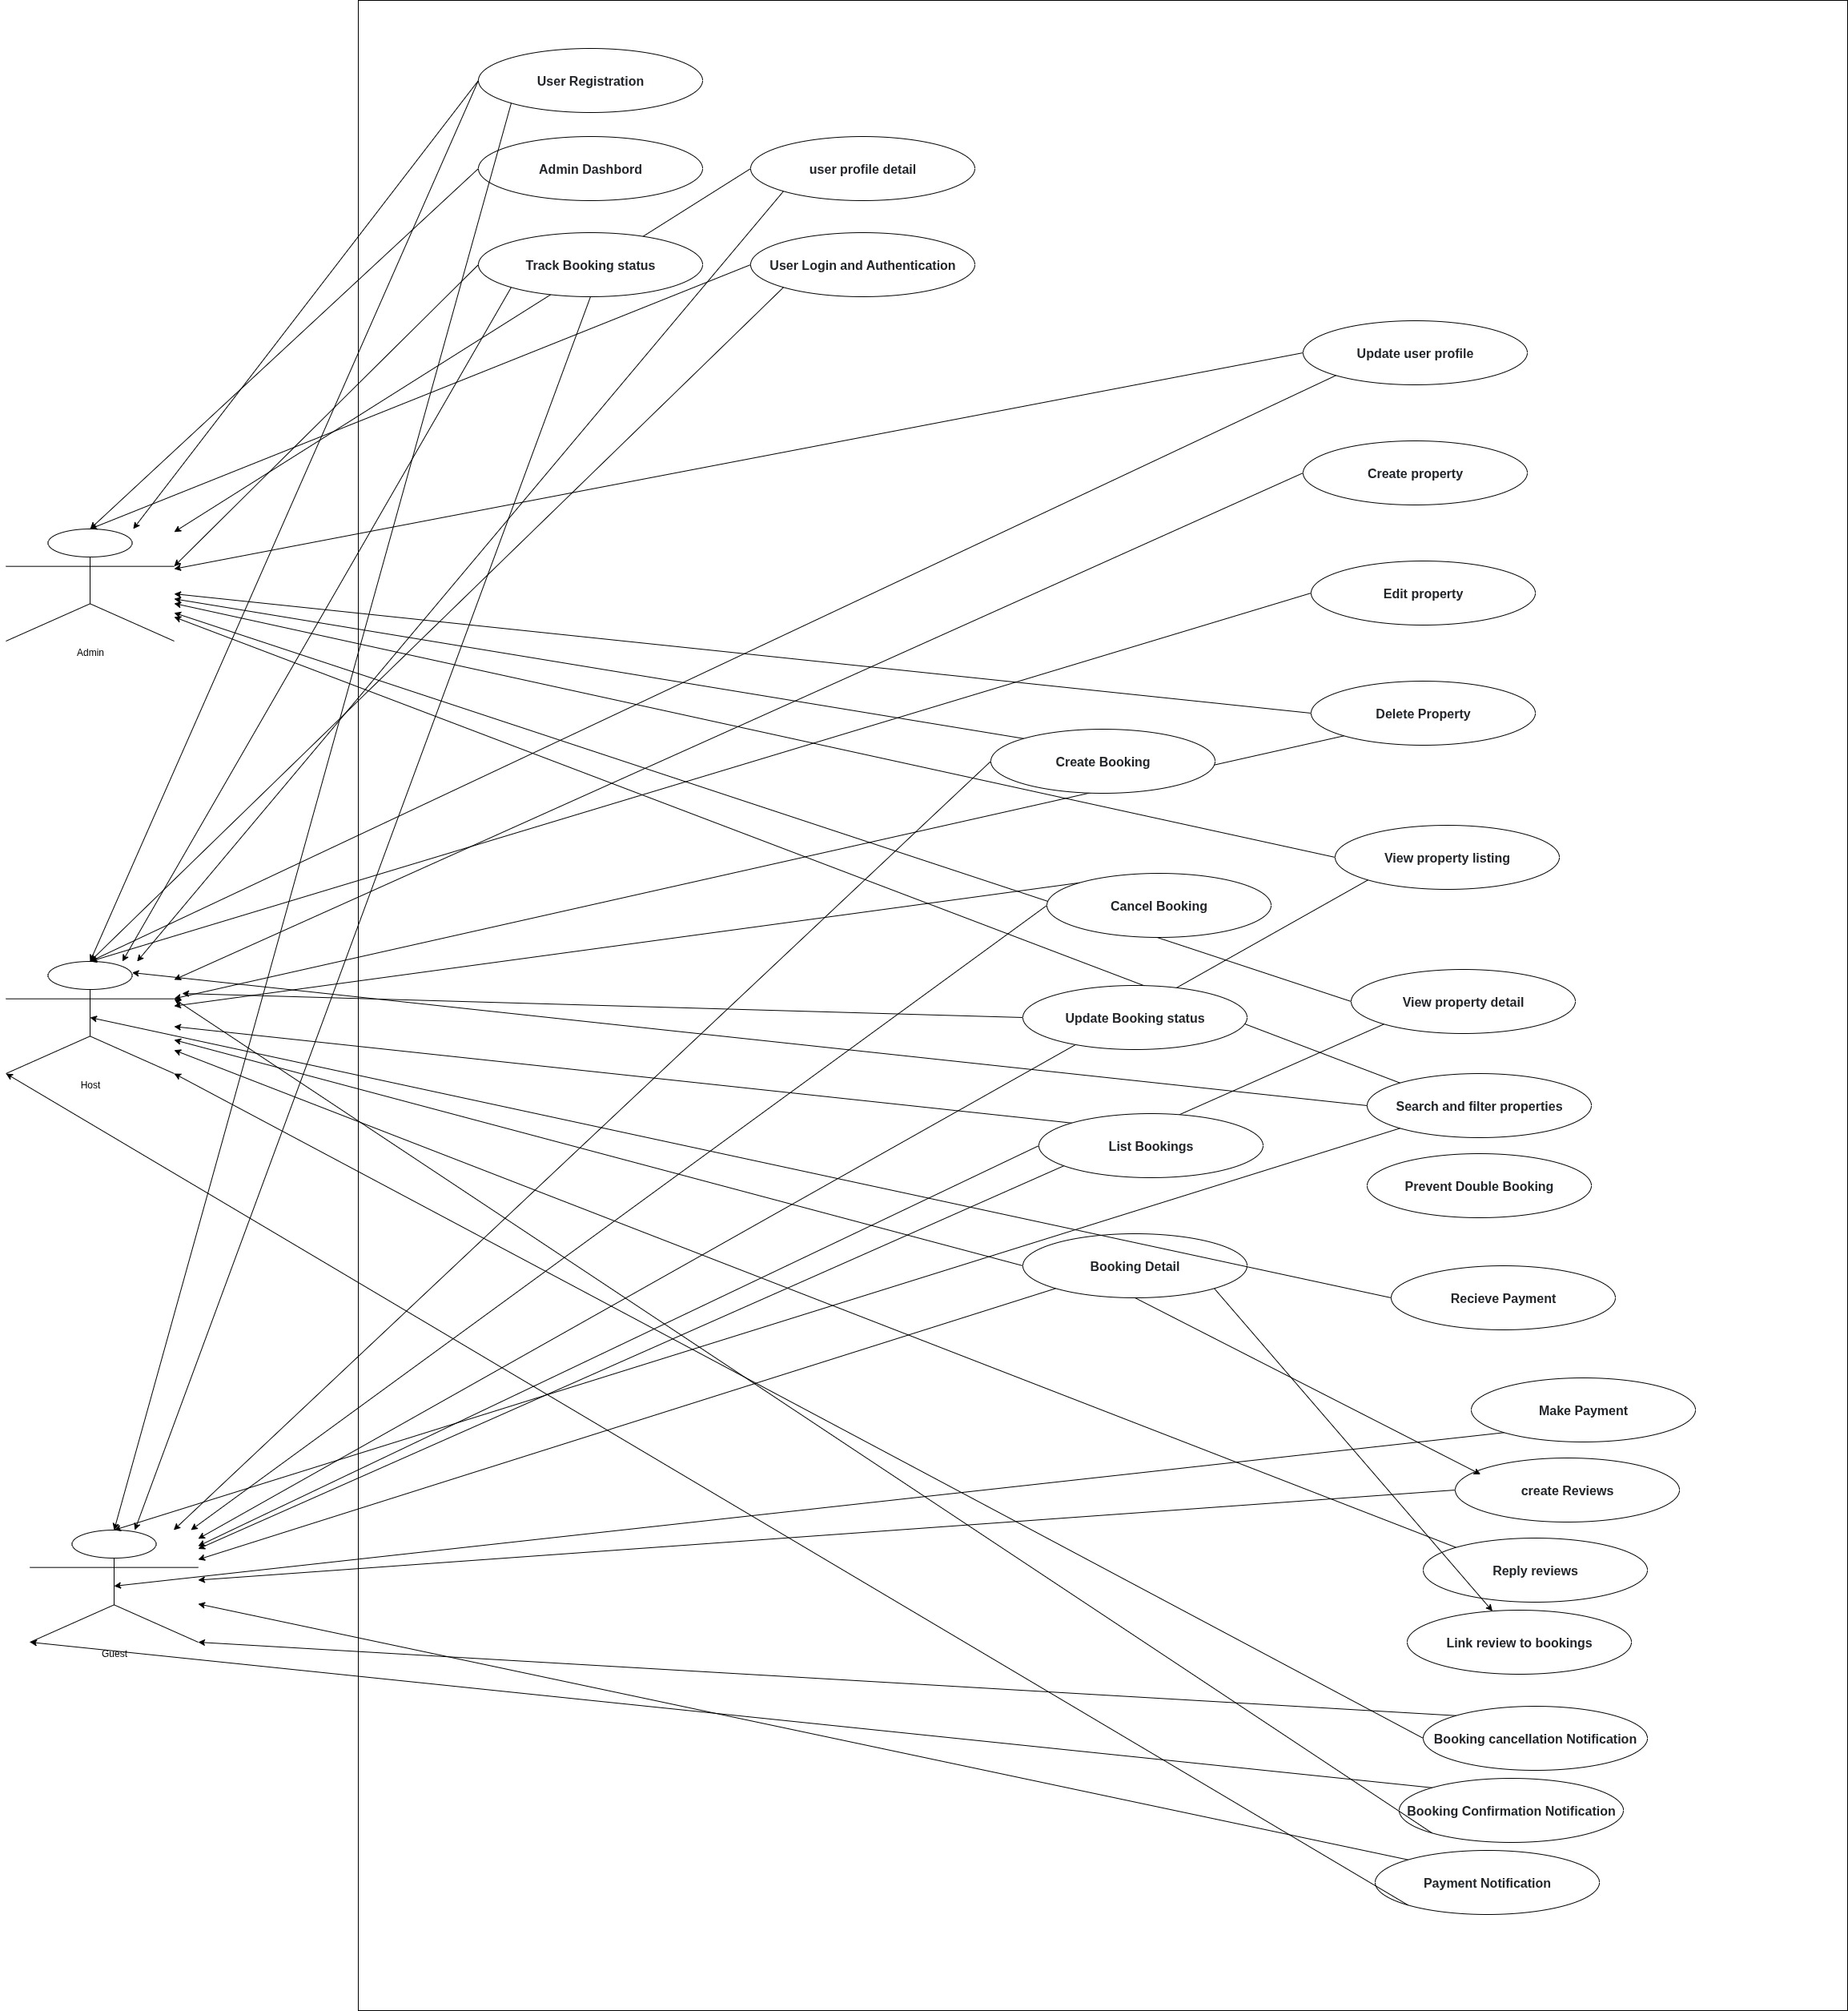 User Registration
Admin Dashbord
user profile detail
Track Booking status
User Login and Authentication
Update user profile
Create property
Edit property
Admin
Delete Property
Create Booking
View property listing
Cancel Booking
View property detail
Update Booking status
Host
Search and filter properties
List Bookings
Prevent Double Booking
Booking Detail
Recieve Payment
Make Payment
create Reviews
Reply reviews
Link review to bookings
Guest
Booking cancellation Notification
Booking Confirmation Notification
Payment Notification